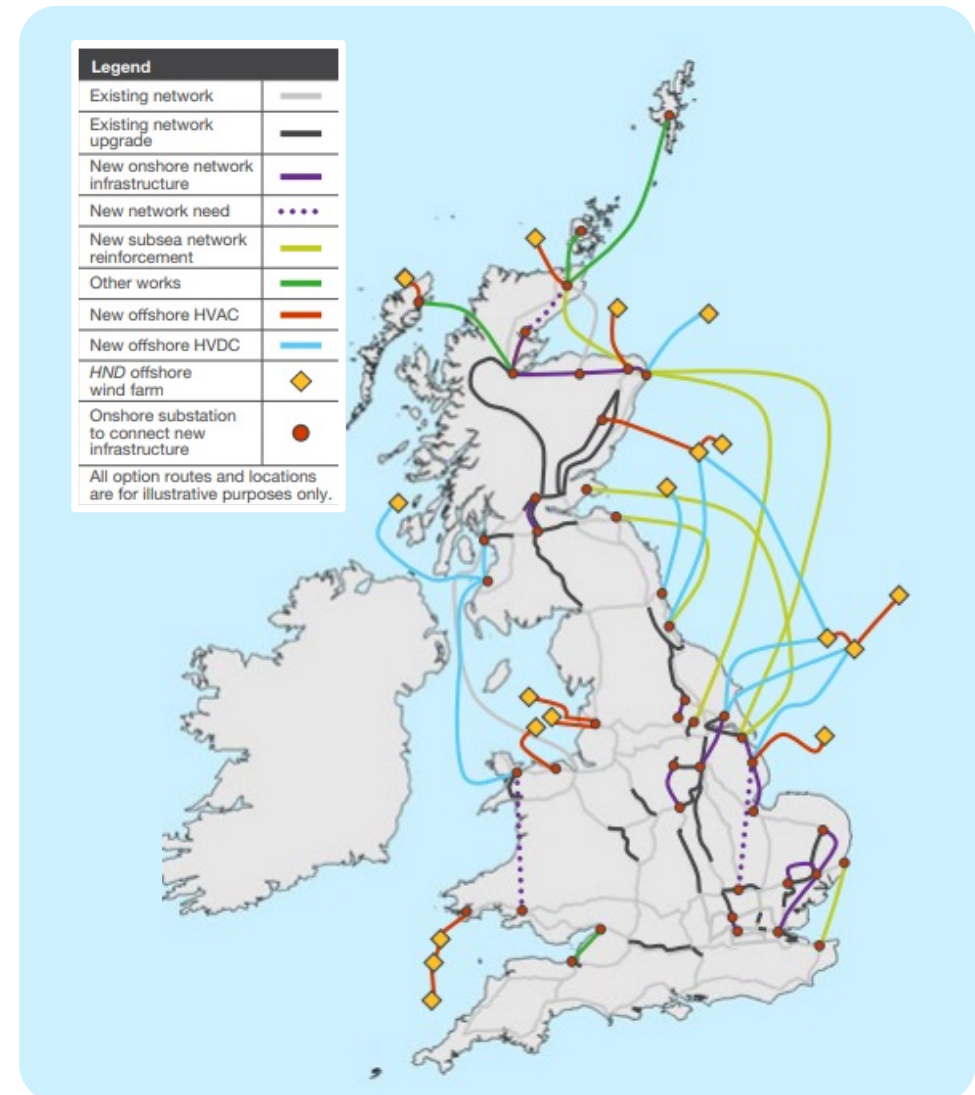 Legend
Existing network
Existing network
upgrade
New onshore network
infrastructure
New network need
New subsea network
reinforcement
Other works
New offshore HVAC
New offshore HVDC
HND offshore
wind farm
Onshore substation
to connect new
infrastructure
All option routes and locations
are for illustrative purposes only.